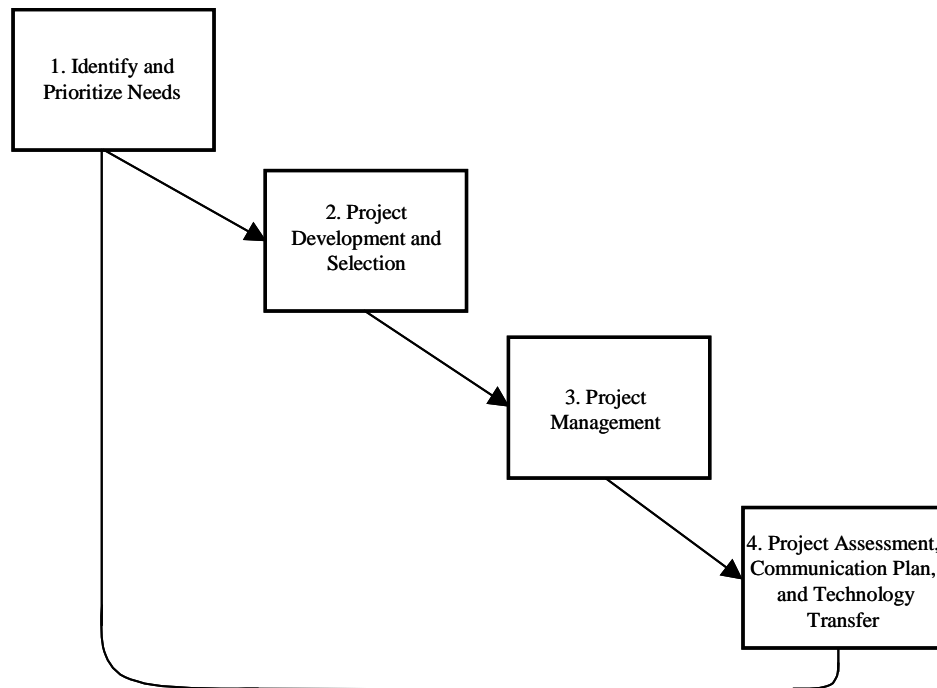 1. Identify and
Prioritize Needs
2. Project
Development and
Selection
3. Project
Management
4. Project Assessment,
Communication Plan,
and Technology
Transfer